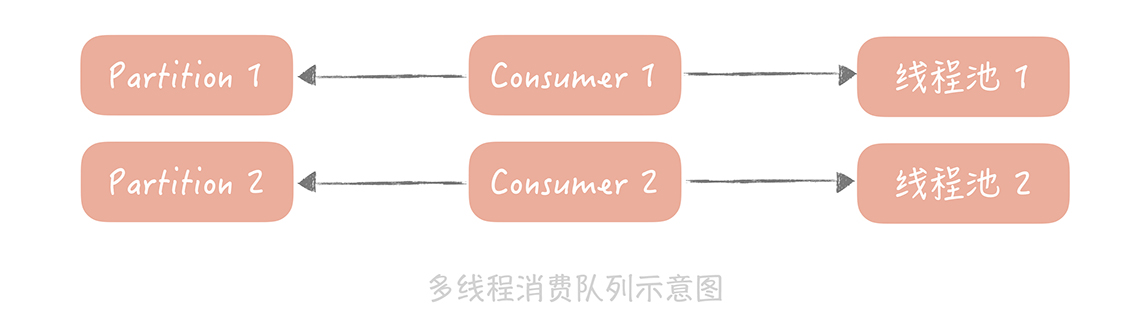 Partition 1 Consumer 1 线程池 1
Partition 2 Consumer 2 线程池 2
多线程消费队列示意图